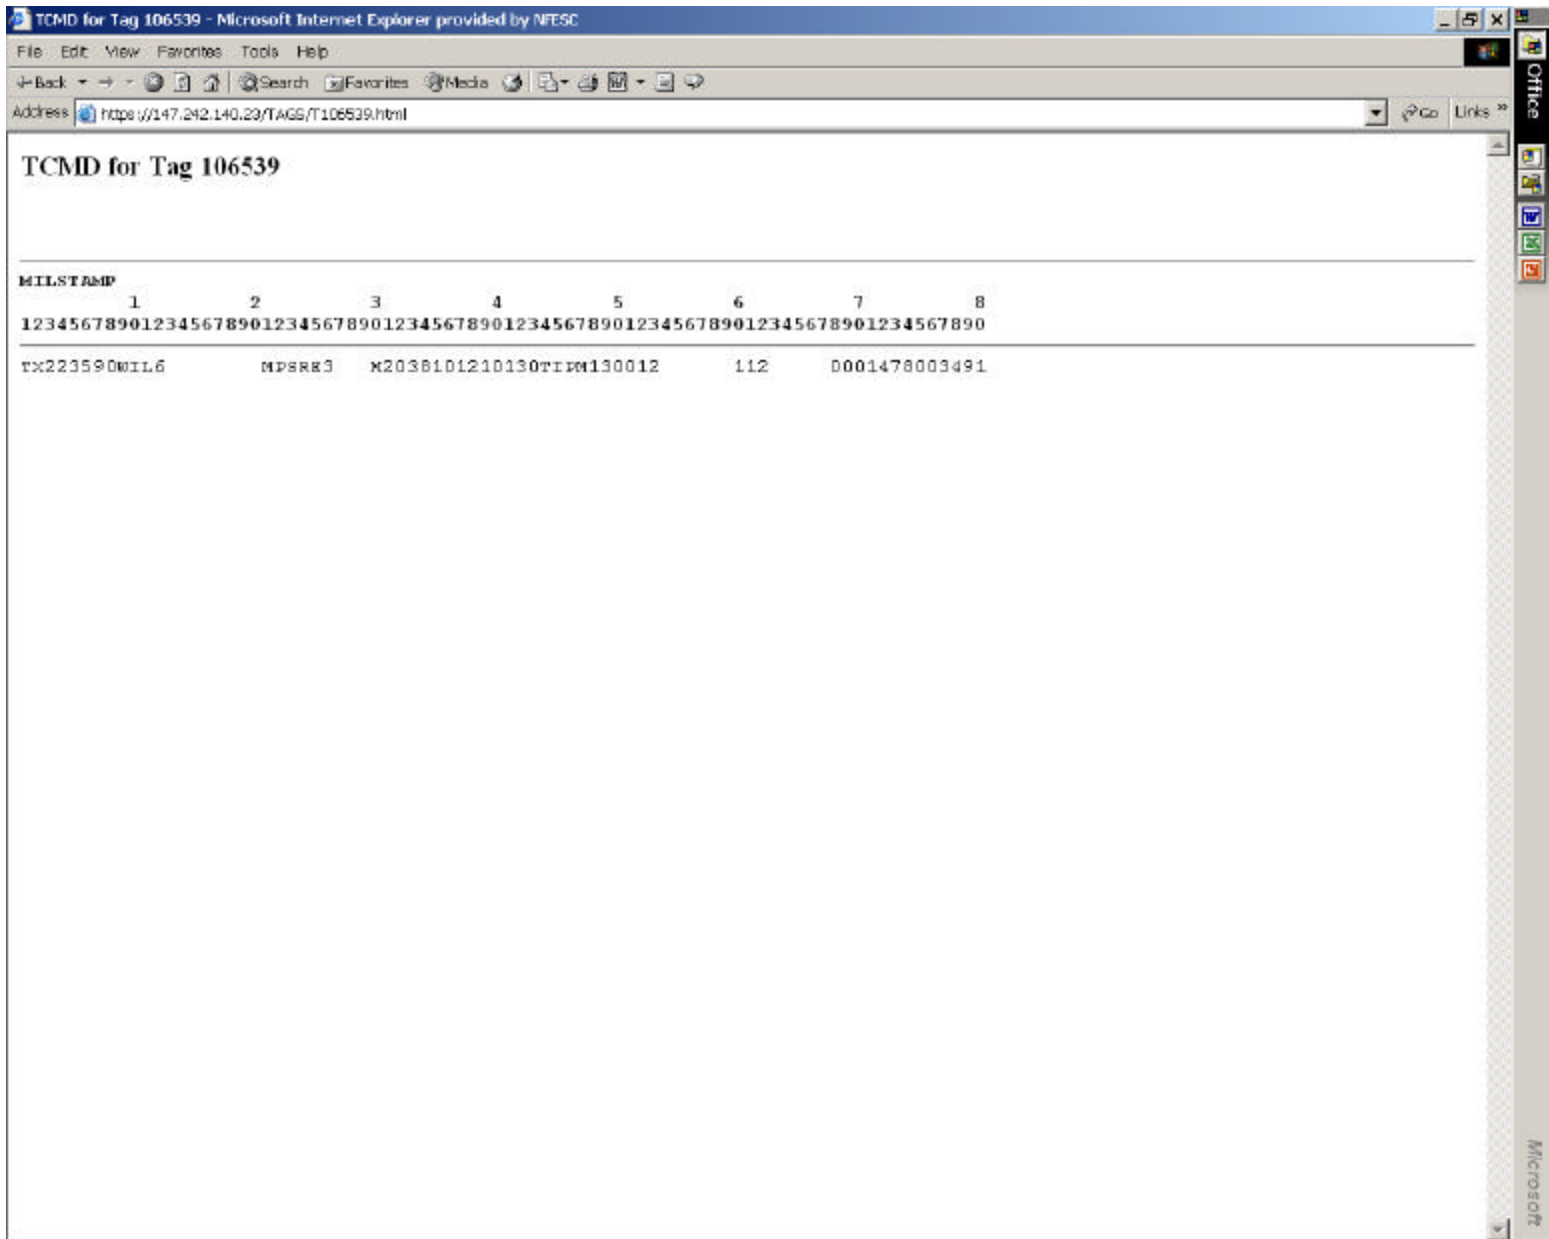 TCMD for Tag 106539 - Microsoft Internet Explorer provided by NFESC
File Edit View Favorites Tools Help
Back Search Favorites Media
Address https://147.242.140.23/TAGS/T106539.html Go Links »
Office
TCMD for Tag 106539
MILSTAMP
1 2 3 4 5 6 7 8
12345678901234567890123456789012345678901234567890123456789012345678901234567890
TX223590WIL6 MPSRE3 M2038101210130TIPM130012 112 D001478003491
Microsoft